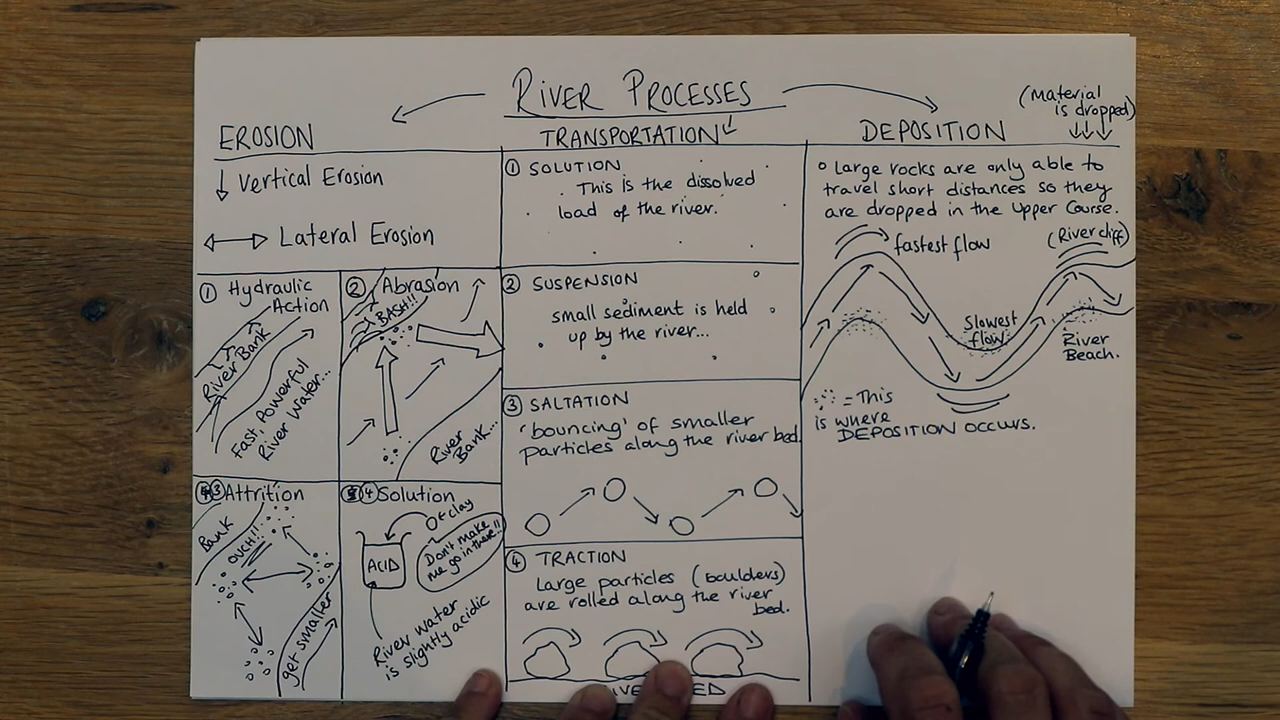 RIVER PROCESSES
EROSION
↓ Vertical Erosion
↔ Lateral Erosion
① Hydraulic
Action
River Bank
Fast Powerful
River Water...
② Abrasion
BASH!!
River
Bank...
③ Attrition
Bank
OUCH!!
get smaller
④ Solution
clay
ACID
Don't make
me go in there!!
River water
is slightly acidic
TRANSPORTATION
① SOLUTION
This is the dissolved
load of the river.
② SUSPENSION
small sediment is held
up by the river...
③ SALTATION
'bouncing' of smaller
particles along the river bed.
④ TRACTION
Large particles (boulders)
are rolled along the river
bed.
DEPOSITION
(Material
is dropped)
Large rocks are only able to
travel short distances so they
are dropped in the Upper Course.
fastest flow
(River cliff)
Slowest
flow
River
Beach.
= This
is where
DEPOSITION OCCURS.